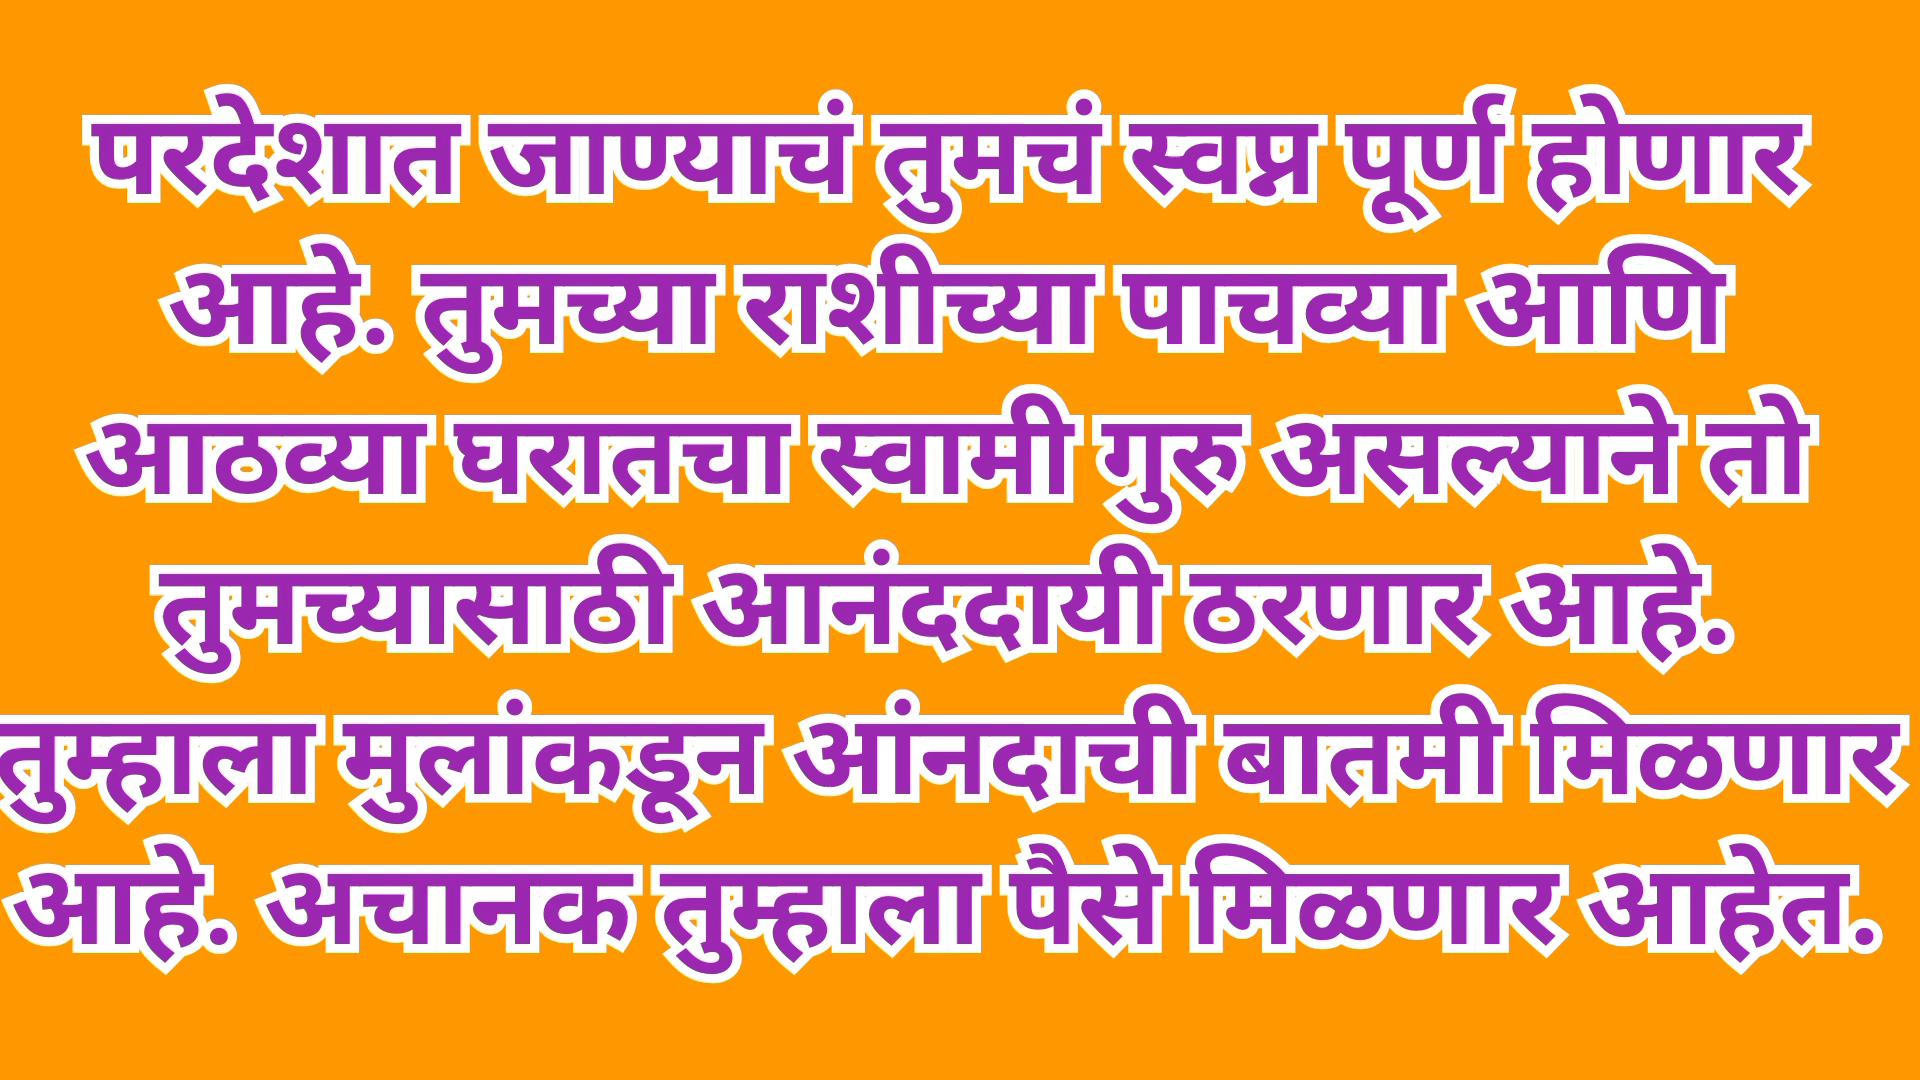 परदेशात जाण्याचं तुमचं स्वप्न पूर्ण होणार
आहे. तुमच्या राशीच्या पाचव्या आणि
आठव्या घरातचा स्वामी गुरु असल्याने तो
तुमच्यासाठी आनंददायी ठरणार आहे.
तुम्हाला मुलांकडून आंनदाची बातमी मिळणार
आहे. अचानक तुम्हाला पैसे मिळणार आहेत.